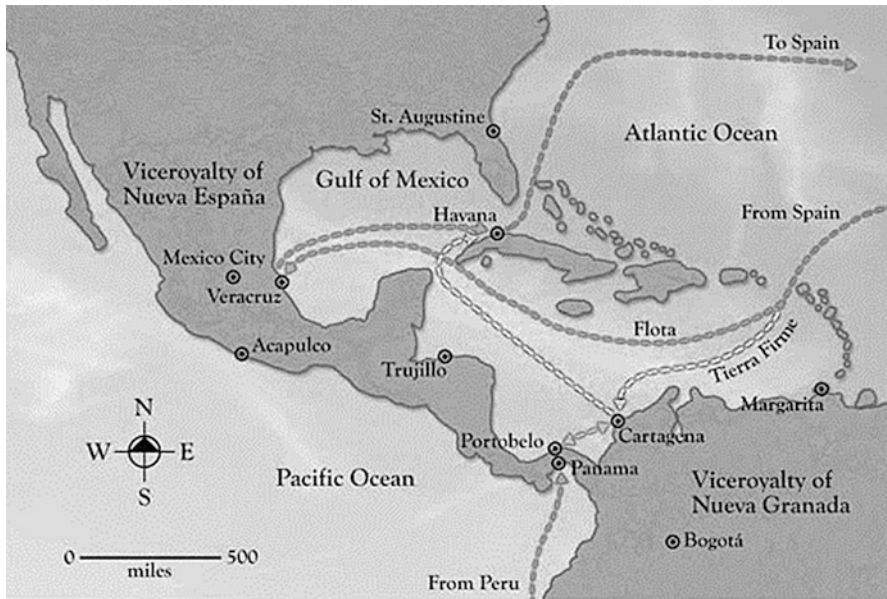 To Spain
St. Augustine
Atlantic Ocean
Viceroyalty of
Nueva España
Gulf of Mexico
Havana
From Spain
Mexico City
Veracruz
Flota
Tierra Firme
Acapulco
Trujillo
Margarita
N
W E
S
Portobelo
Cartagena
Panama
Pacific Ocean
Viceroyalty of
Nueva Granada
Bogotá
0 500
miles
From Peru